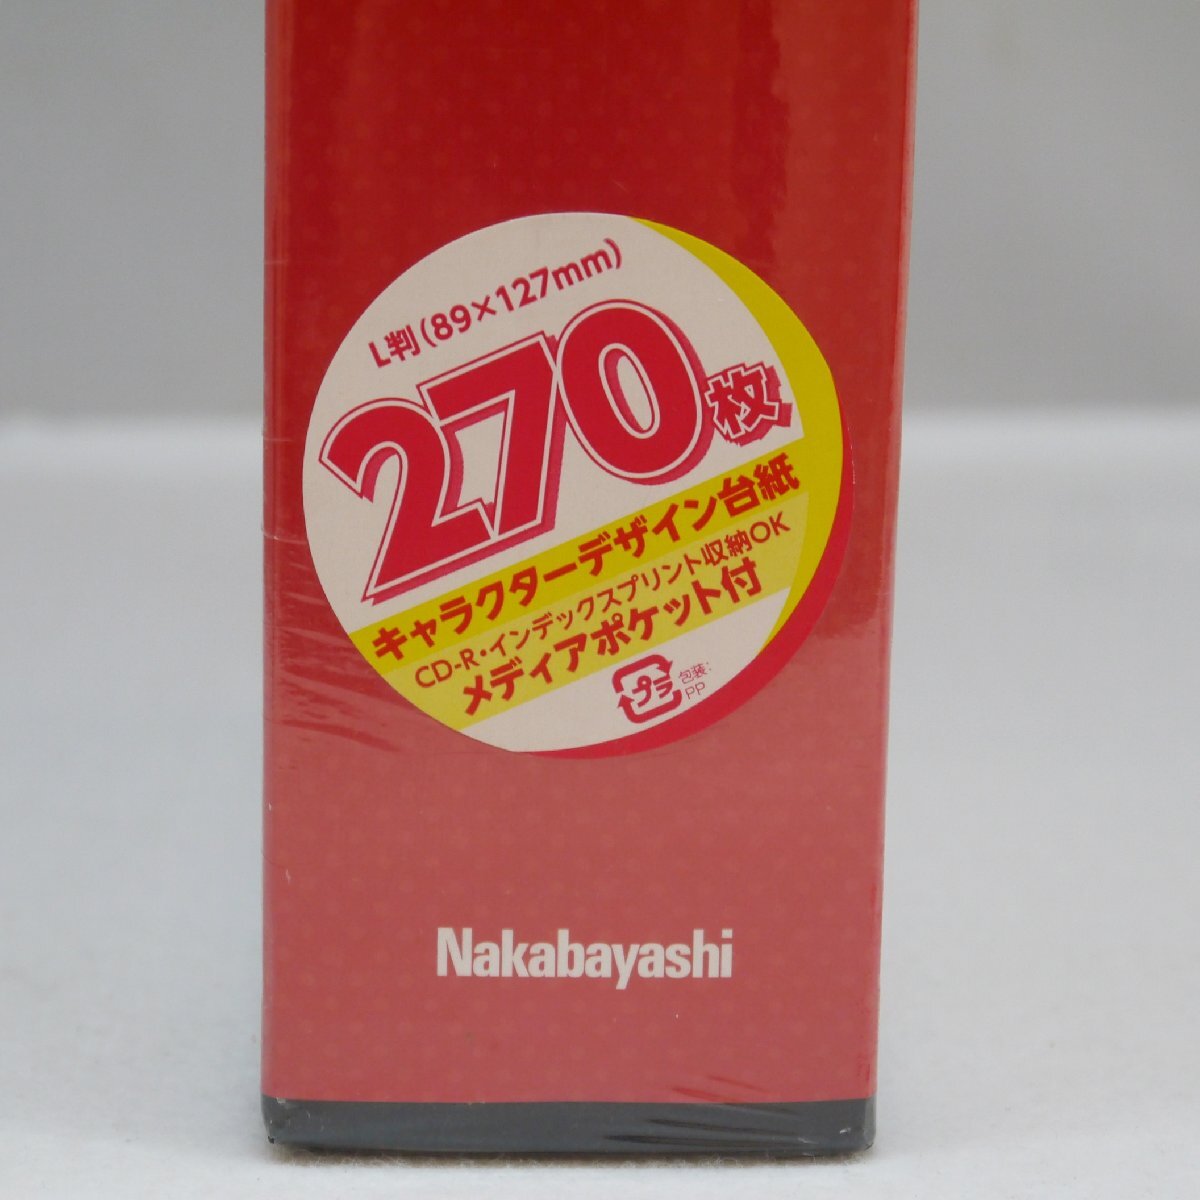 L判(89×127mm)
270枚
キャラクターデザイン台紙
CD-R・インデックスプリント収納OK
メディアポケット付
プラ
包装:
PP
Nakabayashi